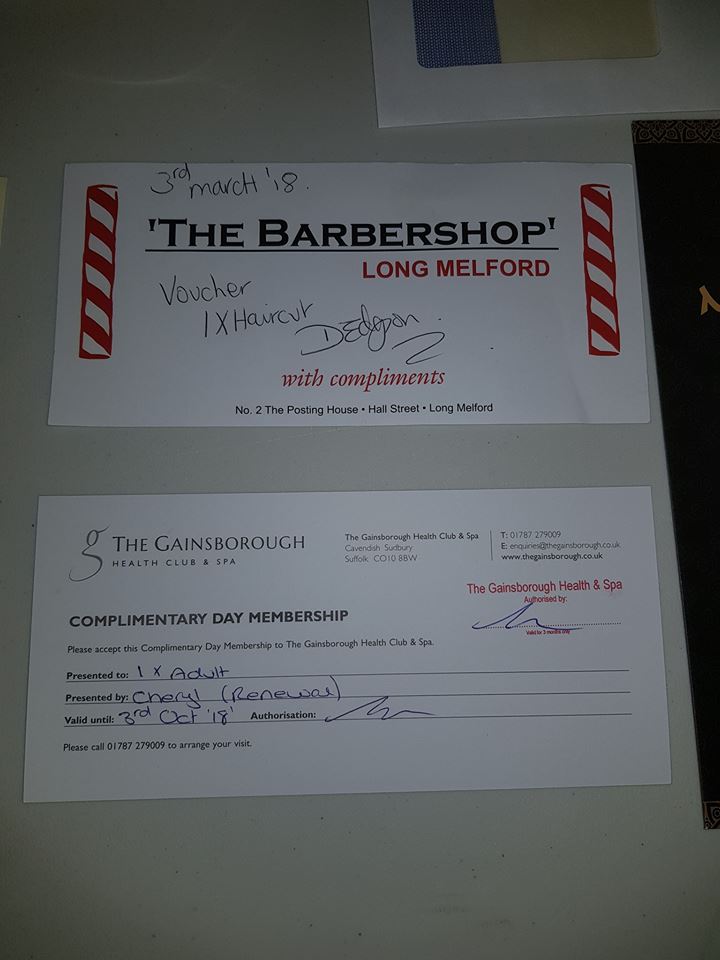 3rd march '18.
'THE BARBERSHOP'
LONG MELFORD
Voucher
1 X Haircut
with compliments
No. 2 The Posting House • Hall Street • Long Melford
g THE GAINSBOROUGH
HEALTH CLUB & SPA
The Gainsborough Health Club & Spa
Cavendish Sudbury
Suffolk CO10 8BW
T: 01787 279009
E: enquiries@thegainsborough.co.uk
www.thegainsborough.co.uk
The Gainsborough Health & Spa
Authorised by:
Valid for 3 months only
COMPLIMENTARY DAY MEMBERSHIP
Please accept this Complimentary Day Membership to The Gainsborough Health Club & Spa.
Presented to: 1 X Adult
Presented by: Cheryl (Renewal)
Valid until: 3rd Oct '18' Authorisation:
Please call 01787 279009 to arrange your visit.